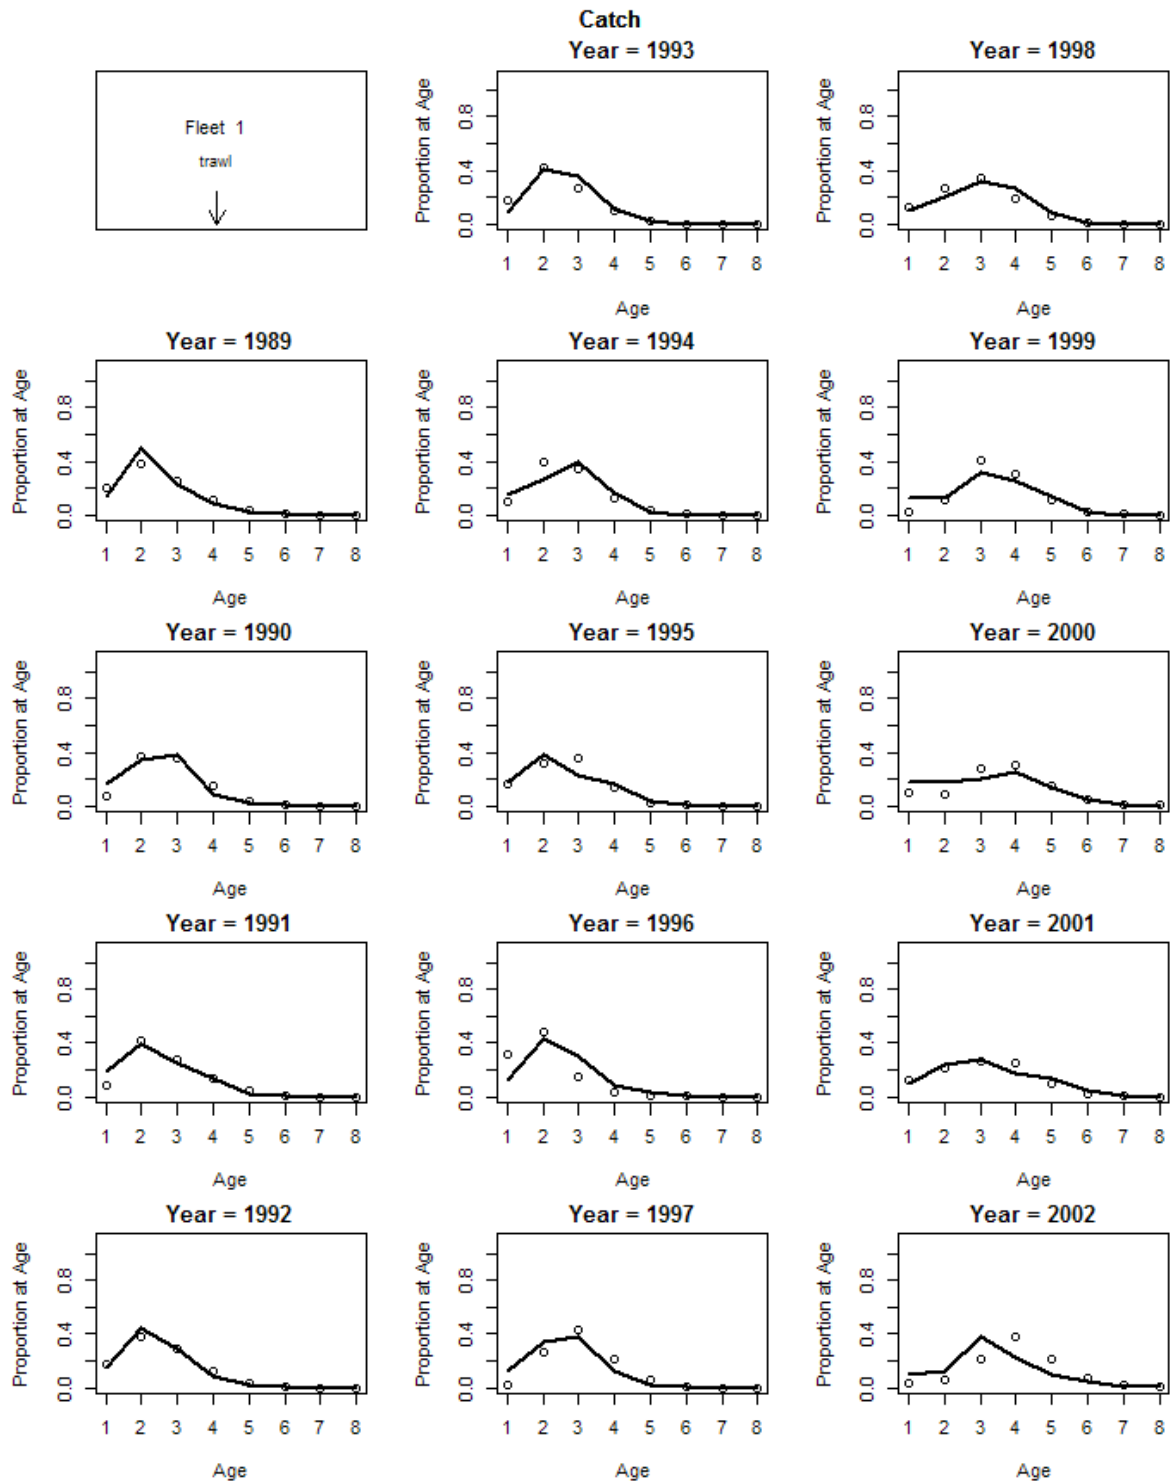 Catch
Fleet 1
trawl
Year = 1993
Proportion at Age
0.0 0.4 0.8
1 2 3 4 5 6 7 8
Age
Year = 1998
Proportion at Age
0.0 0.4 0.8
1 2 3 4 5 6 7 8
Age
Year = 1989
Proportion at Age
0.0 0.4 0.8
1 2 3 4 5 6 7 8
Age
Year = 1994
Proportion at Age
0.0 0.4 0.8
1 2 3 4 5 6 7 8
Age
Year = 1999
Proportion at Age
0.0 0.4 0.8
1 2 3 4 5 6 7 8
Age
Year = 1990
Proportion at Age
0.0 0.4 0.8
1 2 3 4 5 6 7 8
Age
Year = 1995
Proportion at Age
0.0 0.4 0.8
1 2 3 4 5 6 7 8
Age
Year = 2000
Proportion at Age
0.0 0.4 0.8
1 2 3 4 5 6 7 8
Age
Year = 1991
Proportion at Age
0.0 0.4 0.8
1 2 3 4 5 6 7 8
Age
Year = 1996
Proportion at Age
0.0 0.4 0.8
1 2 3 4 5 6 7 8
Age
Year = 2001
Proportion at Age
0.0 0.4 0.8
1 2 3 4 5 6 7 8
Age
Year = 1992
Proportion at Age
0.0 0.4 0.8
1 2 3 4 5 6 7 8
Age
Year = 1997
Proportion at Age
0.0 0.4 0.8
1 2 3 4 5 6 7 8
Age
Year = 2002
Proportion at Age
0.0 0.4 0.8
1 2 3 4 5 6 7 8
Age